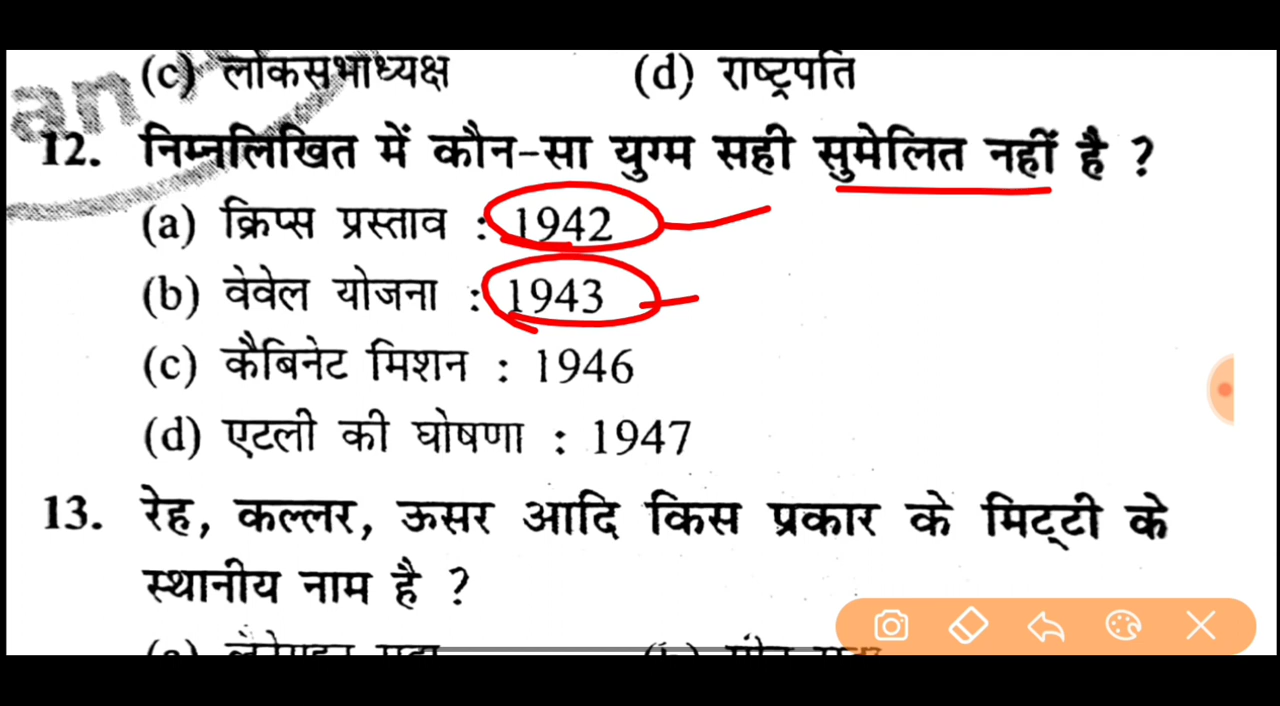 an
(c) लोकसभाध्यक्ष (d) राष्ट्रपति
12. निम्नलिखित में कौन-सा युग्म सही सुमेलित नहीं है ?
(a) क्रिप्स प्रस्ताव : 1942
(b) वेवेल योजना : 1943
(c) कैबिनेट मिशन : 1946
(d) एटली की घोषणा : 1947
13. रेह, कल्लर, ऊसर आदि किस प्रकार के मिट्टी के
स्थानीय नाम है ?